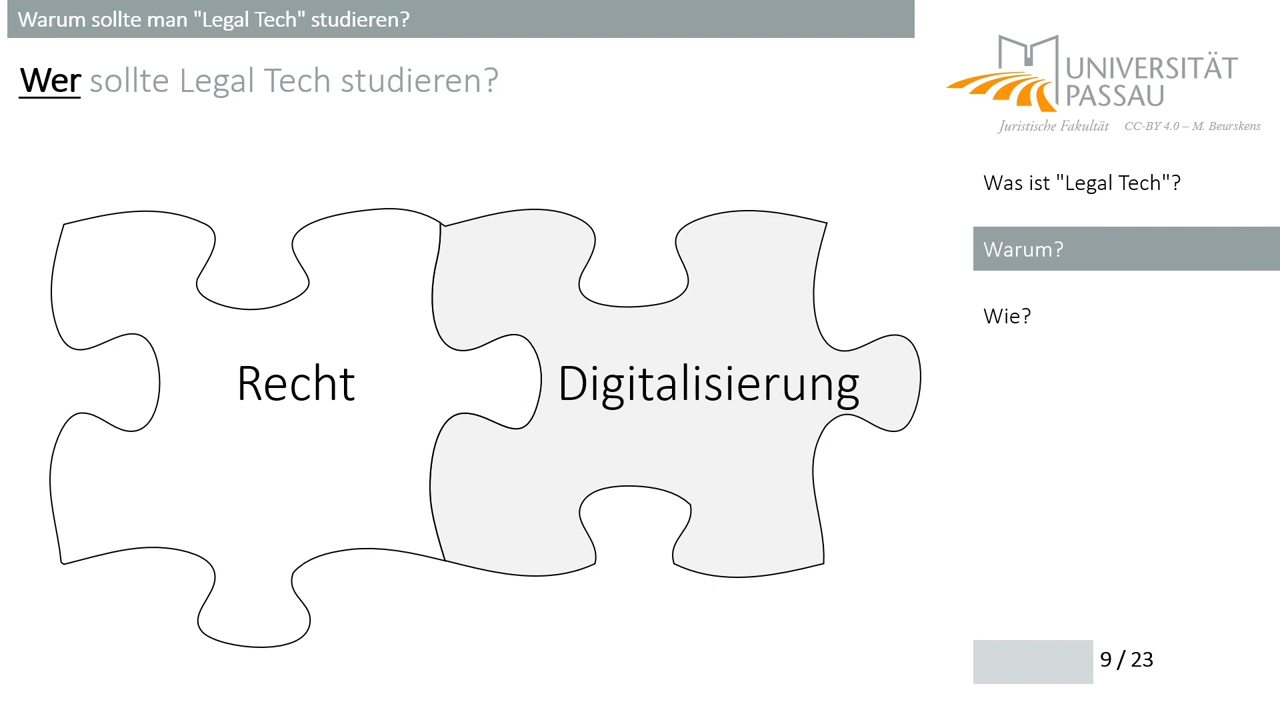 Warum sollte man "Legal Tech" studieren?
Wer sollte Legal Tech studieren?
UNIVERSITÄT
PASSAU
Juristische Fakultät CC-BY 4.0 – M. Beurskens
Was ist "Legal Tech"?
Warum?
Wie?
Recht
Digitalisierung
9 / 23